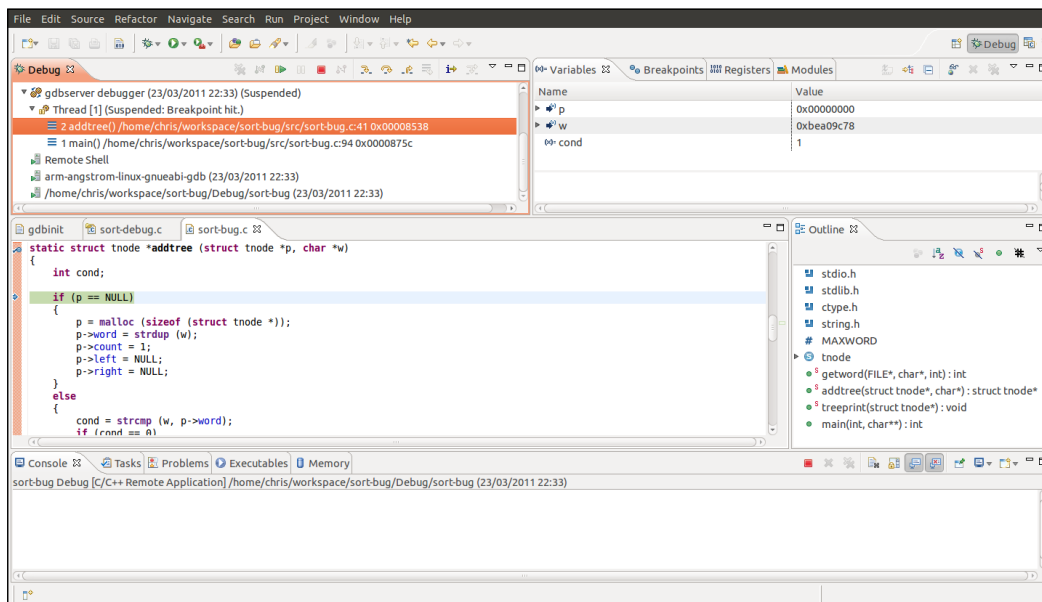 File Edit Source Refactor Navigate Search Run Project Window Help
Debug
Debug
gdbserver debugger (23/03/2011 22:33) (Suspended)
Thread [1] (Suspended: Breakpoint hit.)
2 addtree() /home/chris/workspace/sort-bug/src/sort-bug.c:41 0x00008538
1 main() /home/chris/workspace/sort-bug/src/sort-bug.c:94 0x0000875c
Remote Shell
arm-angstrom-linux-gnueabi-gdb (23/03/2011 22:33)
/home/chris/workspace/sort-bug/Debug/sort-bug (23/03/2011 22:33)
(x)= Variables Breakpoints 1010 Registers Modules
Name Value
p 0x00000000
w 0xbea09c78
(x)= cond 1
gdbinit sort-debug.c sort-bug.c
static struct tnode *addtree (struct tnode *p, char *w)
{
int cond;
if (p == NULL)
{
p = malloc (sizeof (struct tnode *));
p->word = strdup (w);
p->count = 1;
p->left = NULL;
p->right = NULL;
}
else
{
cond = strcmp (w, p->word);
if (cond == 0)
Outline
stdio.h
stdlib.h
ctype.h
string.h
# MAXWORD
S tnode
S getword(FILE*, char*, int) : int
S addtree(struct tnode*, char*) : struct tnode*
S treeprint(struct tnode*) : void
main(int, char**) : int
Console Tasks Problems Executables Memory
sort-bug Debug [C/C++ Remote Application] /home/chris/workspace/sort-bug/Debug/sort-bug (23/03/2011 22:33)